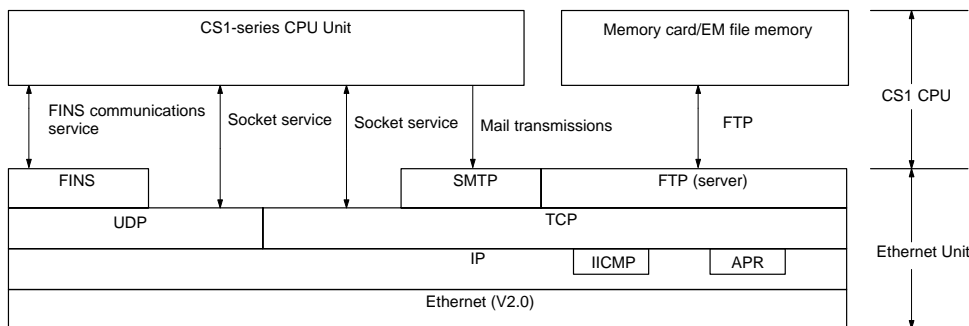 CS1-series CPU Unit
Memory card/EM file memory
CS1 CPU
FINS communications
service
Socket service
Socket service
Mail transmissions
FTP
FINS
SMTP
FTP (server)
UDP
TCP
IP
IICMP
APR
Ethernet Unit
Ethernet (V2.0)